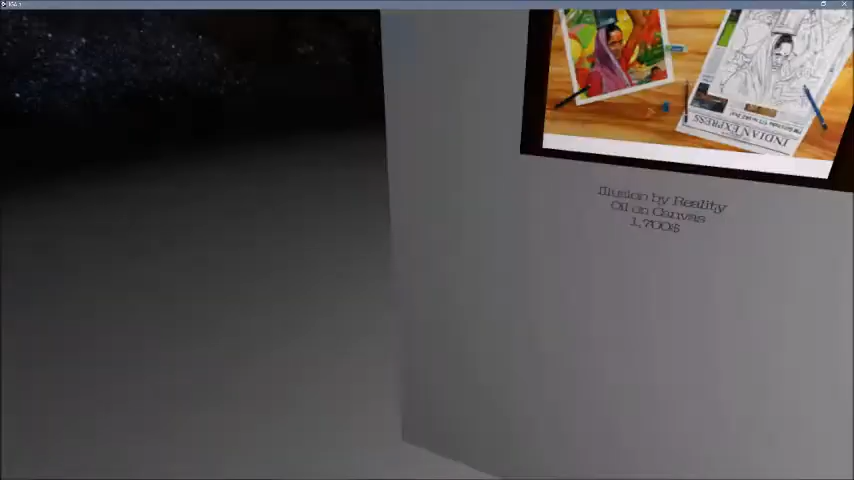 INDIAN EXPRESS
Illusion by Reality
Oil on Canvas
1,700$